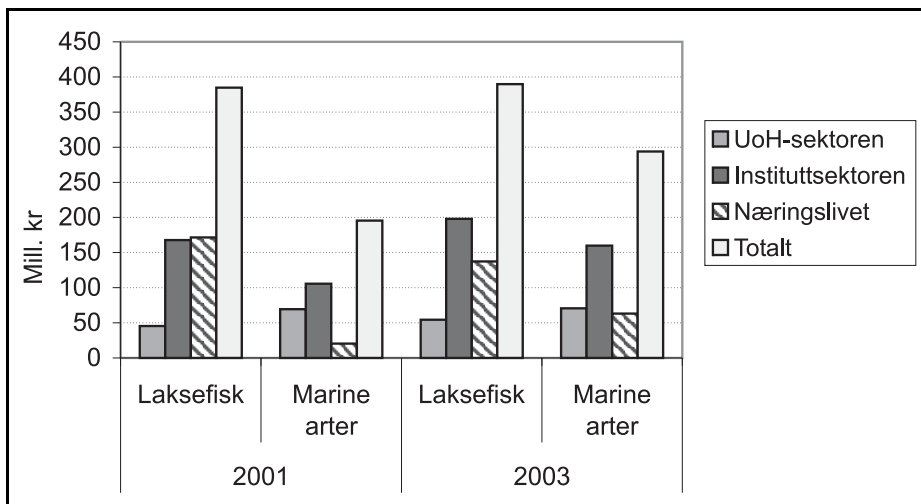 450
400
350
300
250
200
150
100
50
0
Mill. kr
Laksefisk
Marine
arter
Laksefisk
Marine
arter
2001
2003
UoH-sektoren
Instituttsektoren
Næringslivet
Totalt